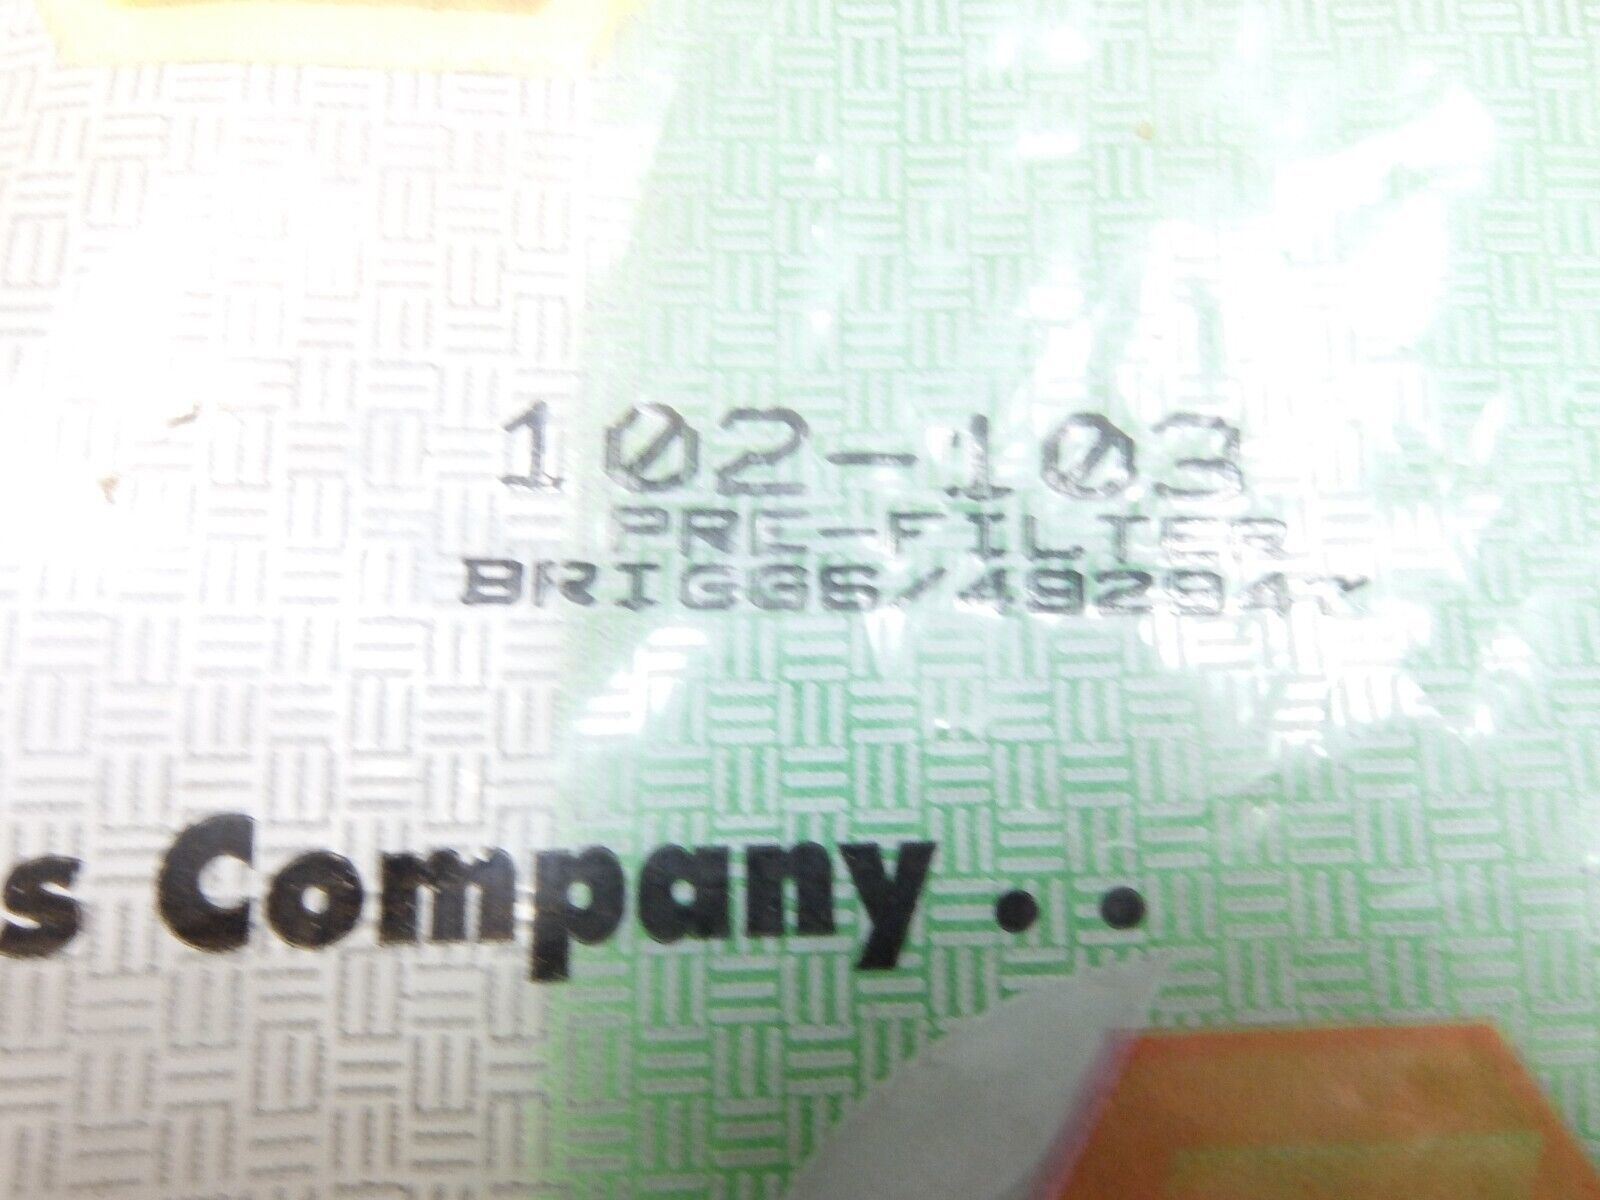 102-103
PRE-FILTER
BRIGGS/492947
s Company . .